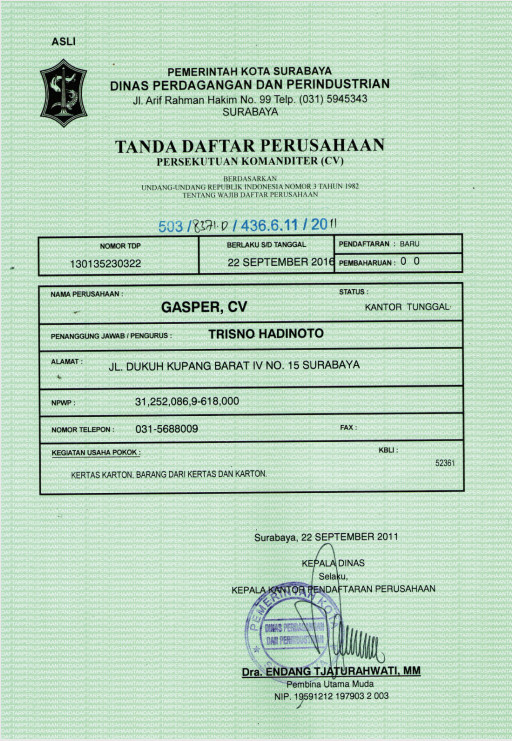 ASLI
PEMERINTAH KOTA SURABAYA
DINAS PERDAGANGAN DAN PERINDUSTRIAN
Jl. Arif Rahman Hakim No. 99 Telp. (031) 5945343
SURABAYA
TANDA DAFTAR PERUSAHAAN
PERSEKUTUAN KOMANDITER (CV)
BERDASARKAN
UNDANG-UNDANG REPUBLIK INDONESIA NOMOR 3 TAHUN 1982
TENTANG WAJIB DAFTAR PERUSAHAAN
503 / 8371.D / 436.6.11 / 2011
NOMOR TDP
130135230322
BERLAKU S/D TANGGAL
22 SEPTEMBER 2016
PENDAFTARAN : BARU
PEMBAHARUAN : 0 0
NAMA PERUSAHAAN :
GASPER, CV
STATUS :
KANTOR TUNGGAL
PENANGGUNG JAWAB / PENGURUS : TRISNO HADINOTO
ALAMAT : JL. DUKUH KUPANG BARAT IV NO. 15 SURABAYA
NPWP : 31,252,086,9-618,000
NOMOR TELEPON : 031-5688009 FAX :
KEGIATAN USAHA POKOK : KBLI :
52361
KERTAS KARTON, BARANG DARI KERTAS DAN KARTON.
Surabaya, 22 SEPTEMBER 2011
KEPALA DINAS
Selaku,
KEPALA KANTOR PENDAFTARAN PERUSAHAAN
PEMERINTAH KOTA
DINAS PERDAGANGAN
DAN PERINDUSTRIAN
Dra. ENDANG TJATURAHWATI, MM
Pembina Utama Muda
NIP. 19591212 197903 2 003